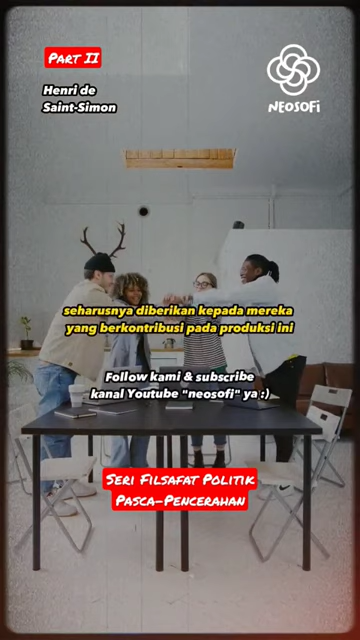 PART II
Henri de
Saint-Simon
NEOSOFI
seharusnya diberikan kepada mereka
yang berkontribusi pada produksi ini
Follow kami & subscribe
kanal Youtube "neosofi" ya :)
SERI FILSAFAT POLITIK
PASCA-PENCERAHAN